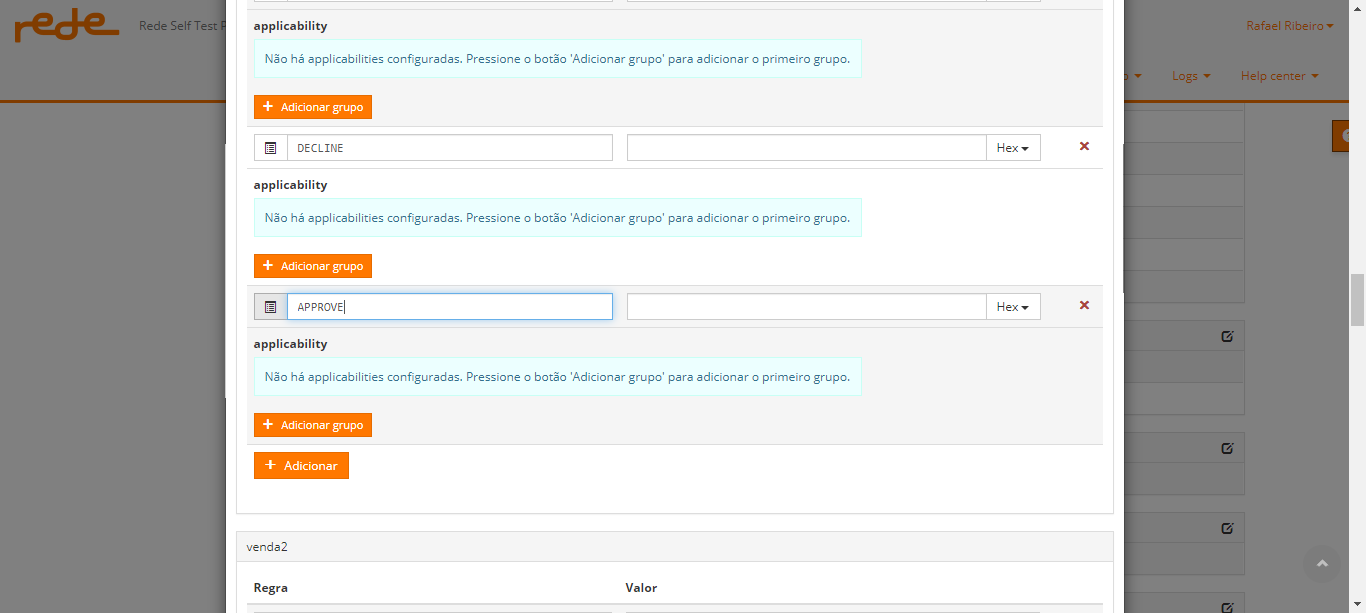 rede Rede Self Test P
Rafael Ribeiro
Logs
Help center
applicability
Não há applicabilities configuradas. Pressione o botão 'Adicionar grupo' para adicionar o primeiro grupo.
+ Adicionar grupo
DECLINE Hex
applicability
Não há applicabilities configuradas. Pressione o botão 'Adicionar grupo' para adicionar o primeiro grupo.
+ Adicionar grupo
APPROVE Hex
applicability
Não há applicabilities configuradas. Pressione o botão 'Adicionar grupo' para adicionar o primeiro grupo.
+ Adicionar grupo
+ Adicionar
venda2
Regra Valor